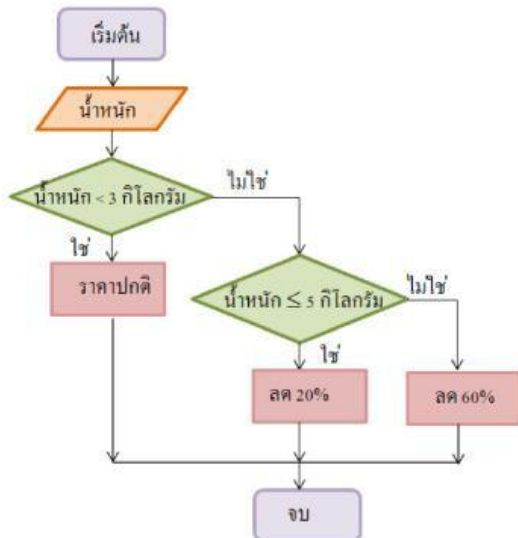 เริ่มต้น
น้ำหนัก
น้ำหนัก < 3 กิโลกรัม
ไม่ใช่
ใช่
ราคาปกติ
น้ำหนัก ≤ 5 กิโลกรัม
ไม่ใช่
ใช่
ลด 20%
ลด 60%
จบ